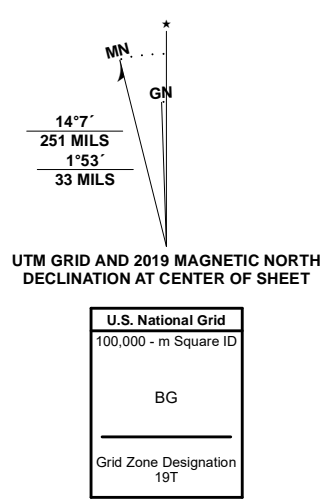 ★
MN
GN
14°7´
251 MILS
1°53´
33 MILS
UTM GRID AND 2019 MAGNETIC NORTH
DECLINATION AT CENTER OF SHEET
U.S. National Grid
100,000 - m Square ID
BG
Grid Zone Designation
19T